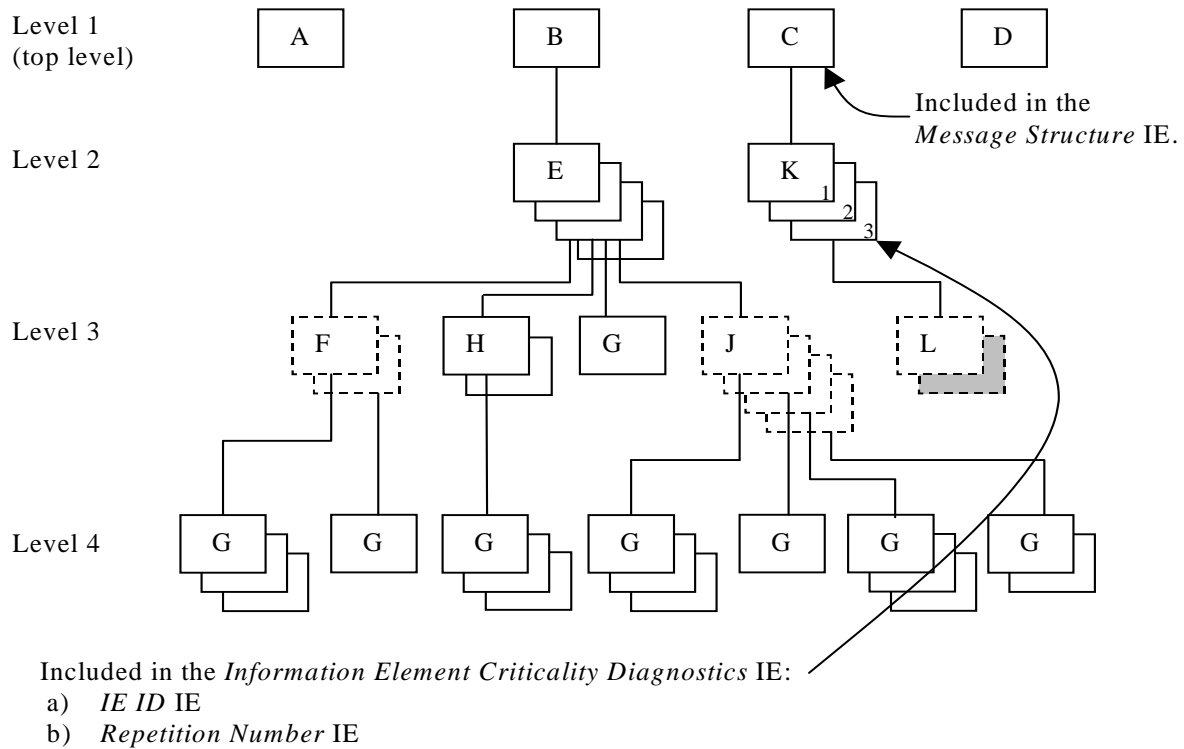 Level 1
(top level)
A
B
C
D
Included in the
Message Structure IE.
Level 2
E
K
1
2
3
Level 3
F
H
G
J
L
Level 4
G
G
G
G
G
G
G
Included in the Information Element Criticality Diagnostics IE:
a) IE ID IE
b) Repetition Number IE